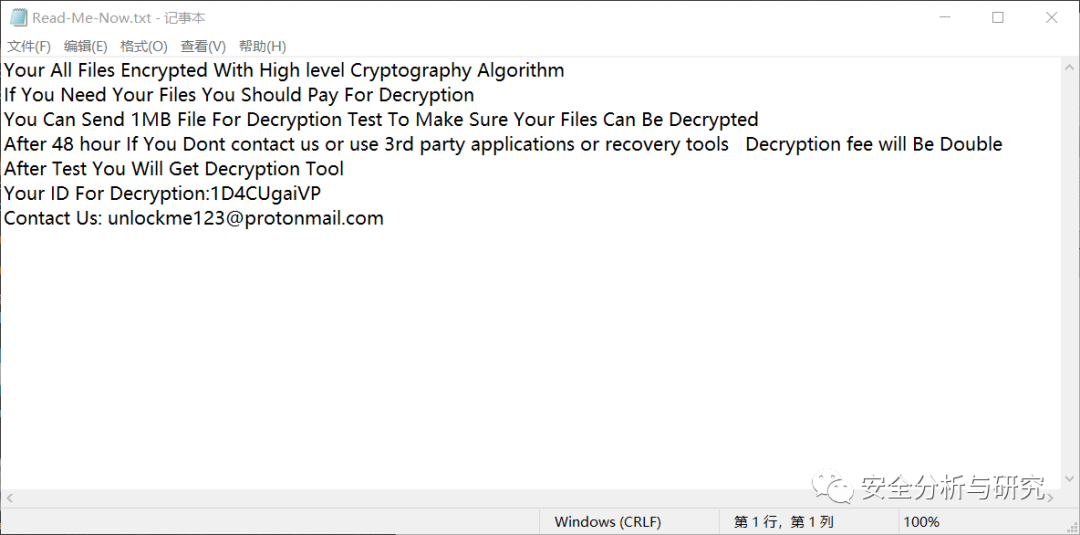 Read-Me-Now.txt - 记事本
文件(F) 编辑(E) 格式(O) 查看(V) 帮助(H)
Your All Files Encrypted With High level Cryptography Algorithm
If You Need Your Files You Should Pay For Decryption
You Can Send 1MB File For Decryption Test To Make Sure Your Files Can Be Decrypted
After 48 hour If You Dont contact us or use 3rd party applications or recovery tools   Decryption fee will Be Double
After Test You Will Get Decryption Tool
Your ID For Decryption:1D4CUgaiVP
Contact Us: unlockme123@protonmail.com
安全分析与研究
Windows (CRLF) 第 1 行，第 1 列 100%